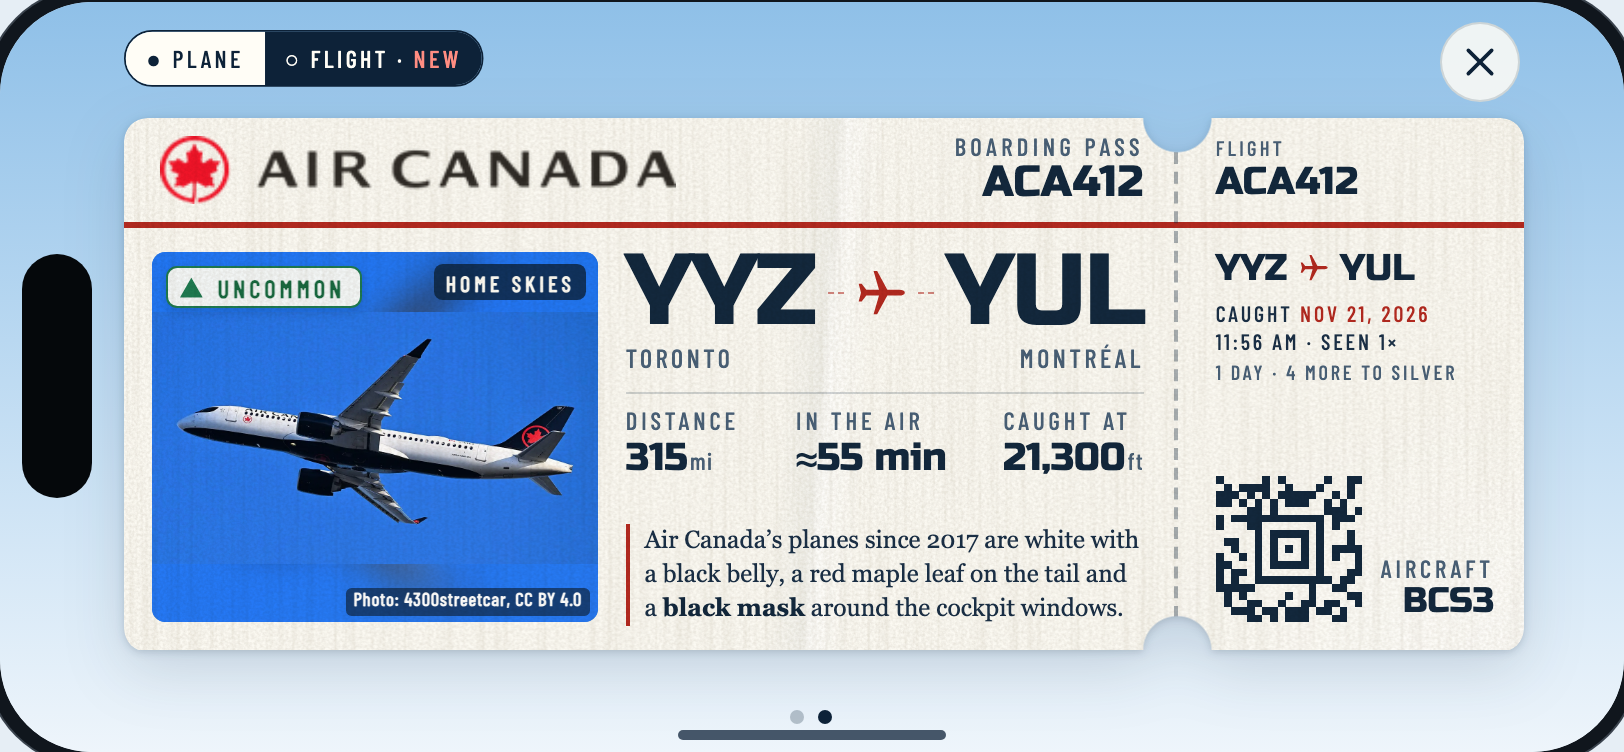 PLANE
FLIGHT · NEW
AIR CANADA
BOARDING PASS
ACA412
FLIGHT
ACA412
UNCOMMON
HOME SKIES
Photo: 4300streetcar, CC BY 4.0
YYZ YUL
TORONTO MONTRÉAL
DISTANCE IN THE AIR CAUGHT AT
315mi ≈55 min 21,300ft
Air Canada’s planes since 2017 are white with
a black belly, a red maple leaf on the tail and
a black mask around the cockpit windows.
YYZ YUL
CAUGHT NOV 21, 2026
11:56 AM · SEEN 1×
1 DAY · 4 MORE TO SILVER
AIRCRAFT
BCS3